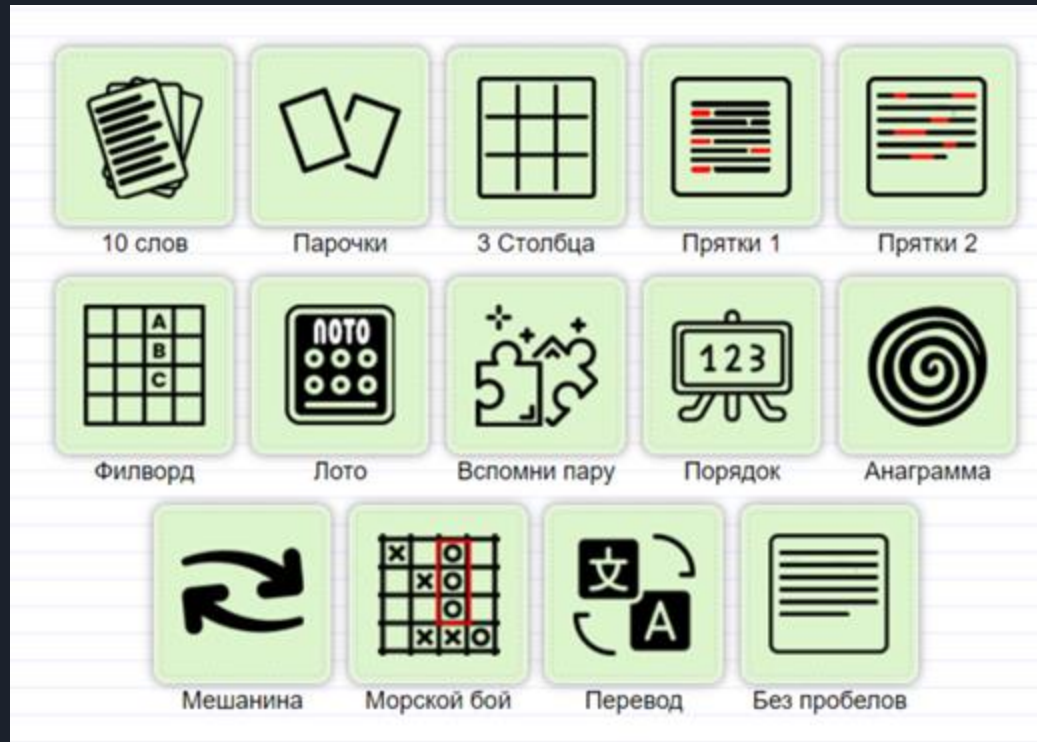 10 слов
Парочки
3 Столбца
Прятки 1
Прятки 2
A
B
C
ЛОТО
123
Филворд
Лото
Вспомни пару
Порядок
Анаграмма
X O
X O
O
X X O
文
A
Мешанина
Морской бой
Перевод
Без пробелов